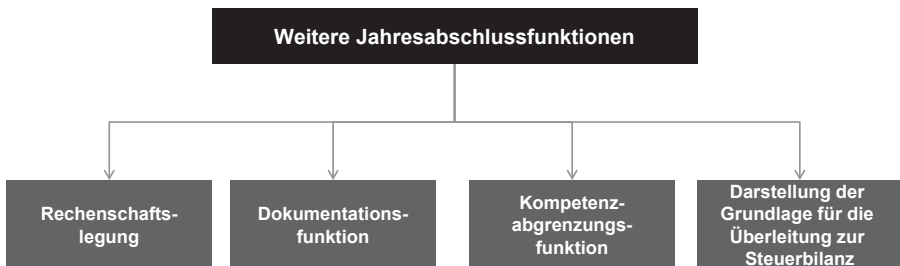 Weitere Jahresabschlussfunktionen
Rechenschafts-
legung
Dokumentations-
funktion
Kompetenz-
abgrenzungs-
funktion
Darstellung der
Grundlage für die
Überleitung zur
Steuerbilanz